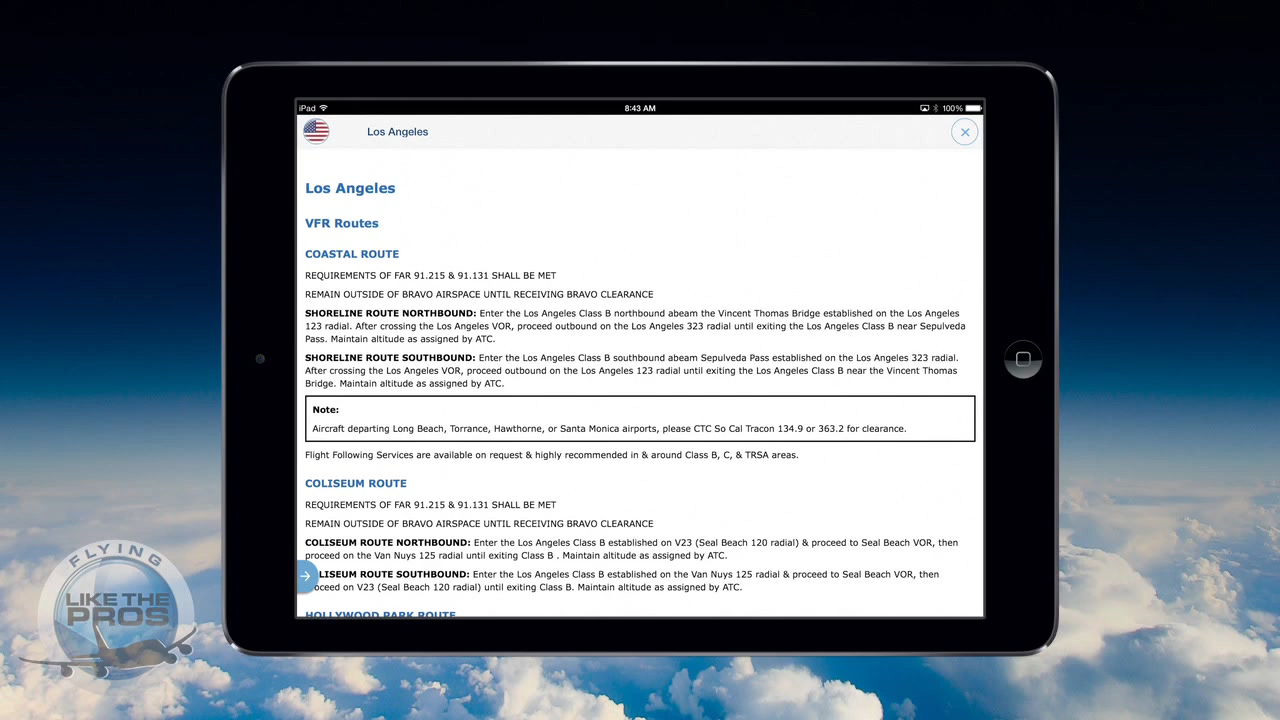 iPad
8:43 AM
100%
Los Angeles
Los Angeles
VFR Routes
COASTAL ROUTE
REQUIREMENTS OF FAR 91.215 & 91.131 SHALL BE MET
REMAIN OUTSIDE OF BRAVO AIRSPACE UNTIL RECEIVING BRAVO CLEARANCE
SHORELINE ROUTE NORTHBOUND: Enter the Los Angeles Class B northbound abeam the Vincent Thomas Bridge established on the Los Angeles
123 radial. After crossing the Los Angeles VOR, proceed outbound on the Los Angeles 323 radial until exiting the Los Angeles Class B near Sepulveda
Pass. Maintain altitude as assigned by ATC.
SHORELINE ROUTE SOUTHBOUND: Enter the Los Angeles Class B southbound abeam Sepulveda Pass established on the Los Angeles 323 radial.
After crossing the Los Angeles VOR, proceed outbound on the Los Angeles 123 radial until exiting the Los Angeles Class B near the Vincent Thomas
Bridge. Maintain altitude as assigned by ATC.
Note:
Aircraft departing Long Beach, Torrance, Hawthorne, or Santa Monica airports, please CTC So Cal Tracon 134.9 or 363.2 for clearance.
Flight Following Services are available on request & highly recommended in & around Class B, C, & TRSA areas.
COLISEUM ROUTE
REQUIREMENTS OF FAR 91.215 & 91.131 SHALL BE MET
REMAIN OUTSIDE OF BRAVO AIRSPACE UNTIL RECEIVING BRAVO CLEARANCE
COLISEUM ROUTE NORTHBOUND: Enter the Los Angeles Class B established on V23 (Seal Beach 120 radial) & proceed to Seal Beach VOR, then
proceed on the Van Nuys 125 radial until exiting Class B . Maintain altitude as assigned by ATC.
LISEUM ROUTE SOUTHBOUND: Enter the Los Angeles Class B established on the Van Nuys 125 radial & proceed to Seal Beach VOR, then
oceed on V23 (Seal Beach 120 radial) until exiting Class B. Maintain altitude as assigned by ATC.
HOLLYWOOD PARK ROUTE
FLYING
LIKE THE
PROS